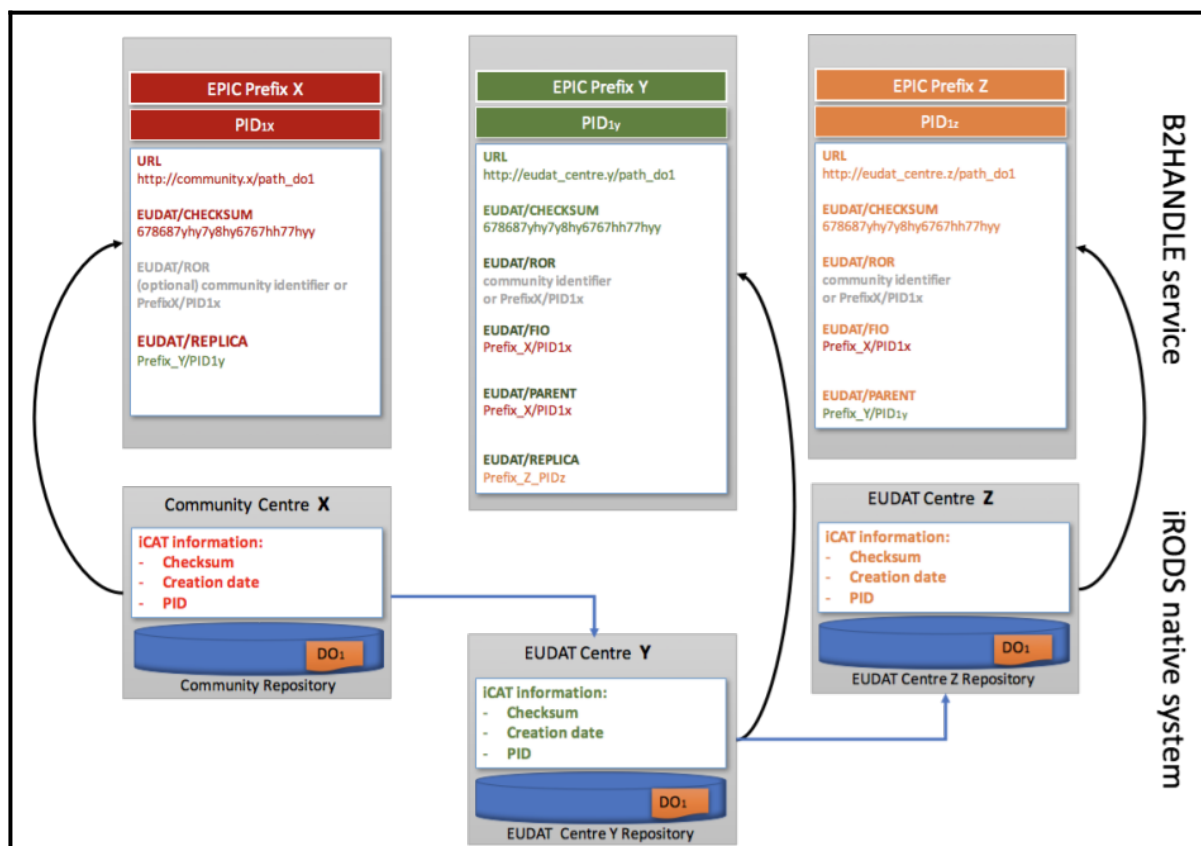 EPIC Prefix X
PID1x
URL
http://community.x/path_do1
EUDAT/CHECKSUM
678687yhy7y8hy6767hh77hyy
EUDAT/ROR
(optional) community identifier or
PrefixX/PID1x
EUDAT/REPLICA
Prefix_Y/PID1y
EPIC Prefix Y
PID1y
URL
http://eudat_centre.y/path_do1
EUDAT/CHECKSUM
678687yhy7y8hy6767hh77hyy
EUDAT/ROR
community identifier
or PrefixX/PID1x
EUDAT/FIO
Prefix_X/PID1x
EUDAT/PARENT
Prefix_X/PID1x
EUDAT/REPLICA
Prefix_Z_PIDz
EPIC Prefix Z
PID1z
URL
http://eudat_centre.z/path_do1
EUDAT/CHECKSUM
678687yhy7y8hy6767hh77hyy
EUDAT/ROR
community identifier
or PrefixX/PID1x
EUDAT/FIO
Prefix_X/PID1x
EUDAT/PARENT
Prefix_Y/PID1y
B2HANDLE service
Community Centre X
iCAT information:
- Checksum
- Creation date
- PID
DO1
Community Repository
EUDAT Centre Y
iCAT information:
- Checksum
- Creation date
- PID
DO1
EUDAT Centre Y Repository
EUDAT Centre Z
iCAT information:
- Checksum
- Creation date
- PID
DO1
EUDAT Centre Z Repository
iRODS native system